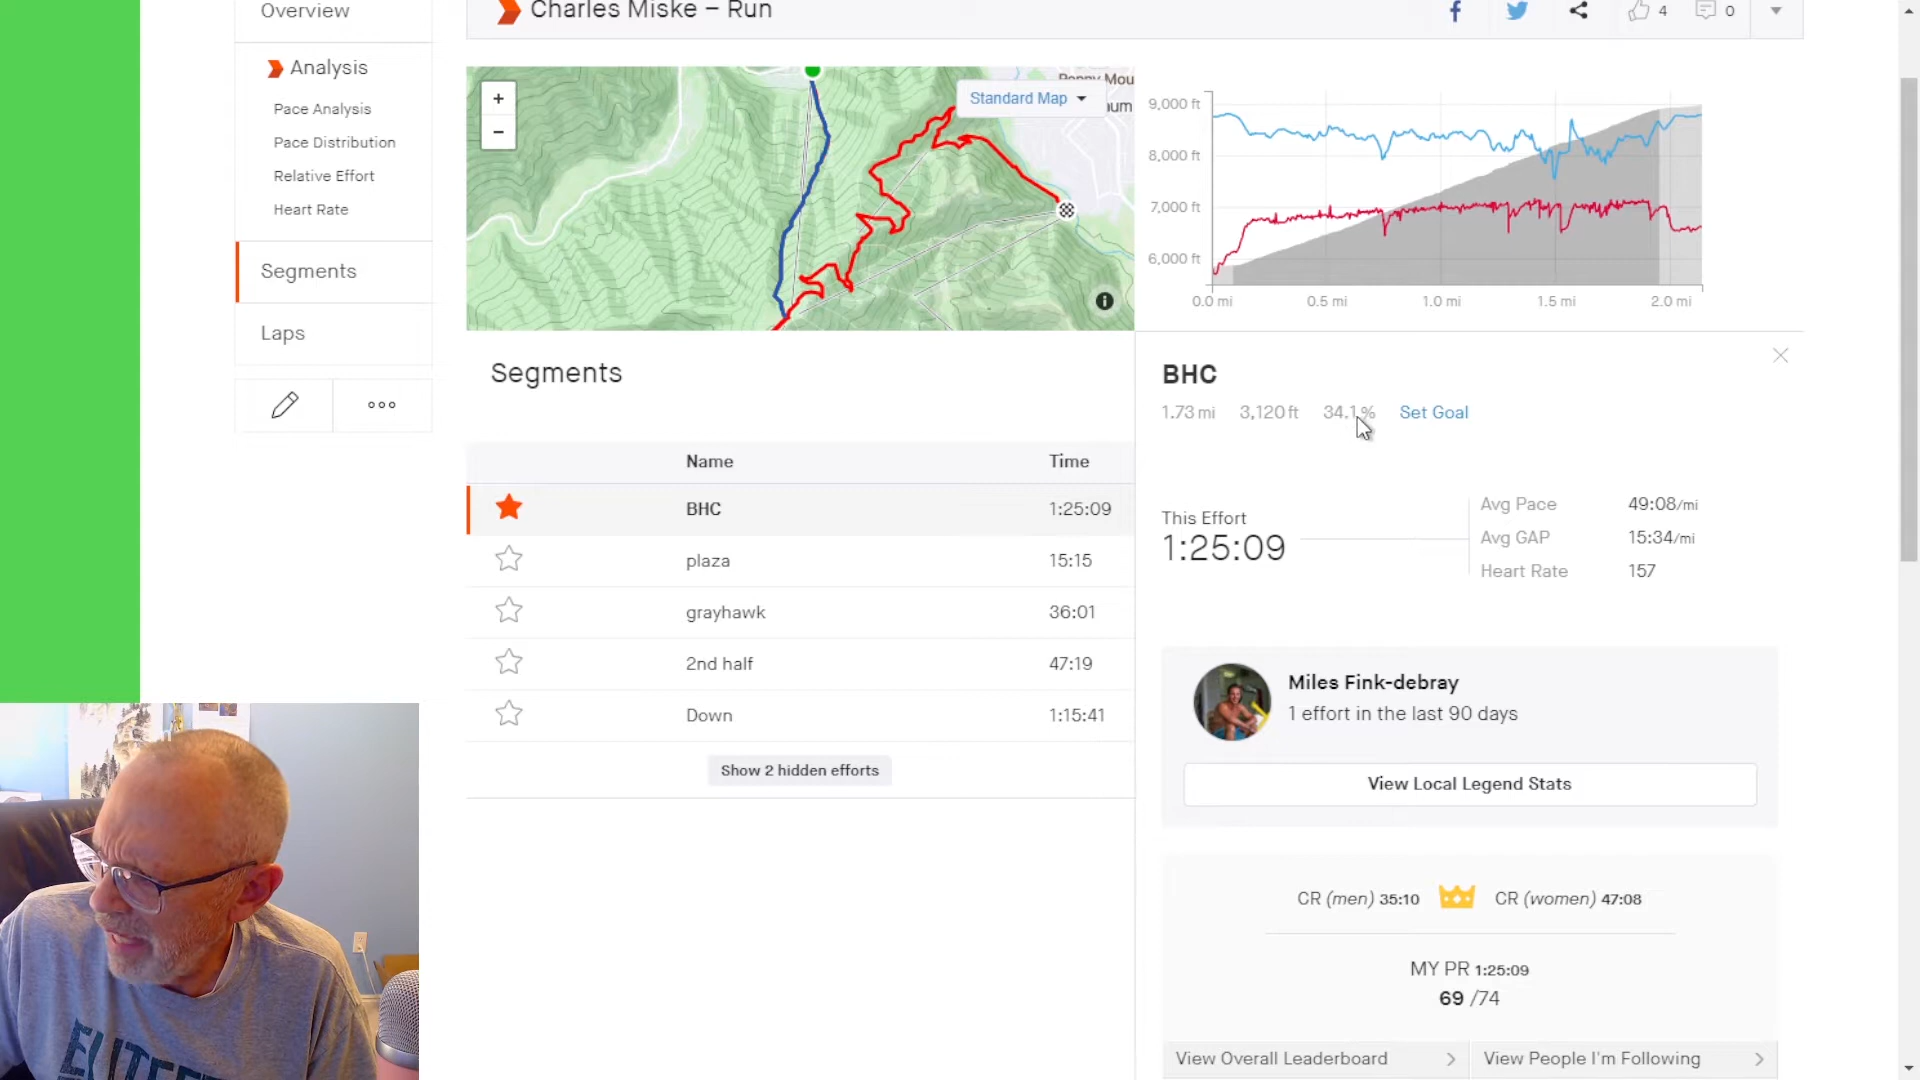 Overview
Analysis
Pace Analysis
Pace Distribution
Relative Effort
Heart Rate
Segments
Laps
Charles Miske – Run
4
0
+
−
Standard Map
9,000 ft
8,000 ft
7,000 ft
6,000 ft
0.0 mi
0.5 mi
1.0 mi
1.5 mi
2.0 mi
Segments
Name Time
BHC 1:25:09
plaza 15:15
grayhawk 36:01
2nd half 47:19
Down 1:15:41
Show 2 hidden efforts
BHC
1.73 mi 3,120 ft 34.1% Set Goal
This Effort
1:25:09
Avg Pace 49:08/mi
Avg GAP 15:34/mi
Heart Rate 157
Miles Fink-debray
1 effort in the last 90 days
View Local Legend Stats
CR (men) 35:10 CR (women) 47:08
MY PR 1:25:09
69 /74
View Overall Leaderboard
View People I'm Following